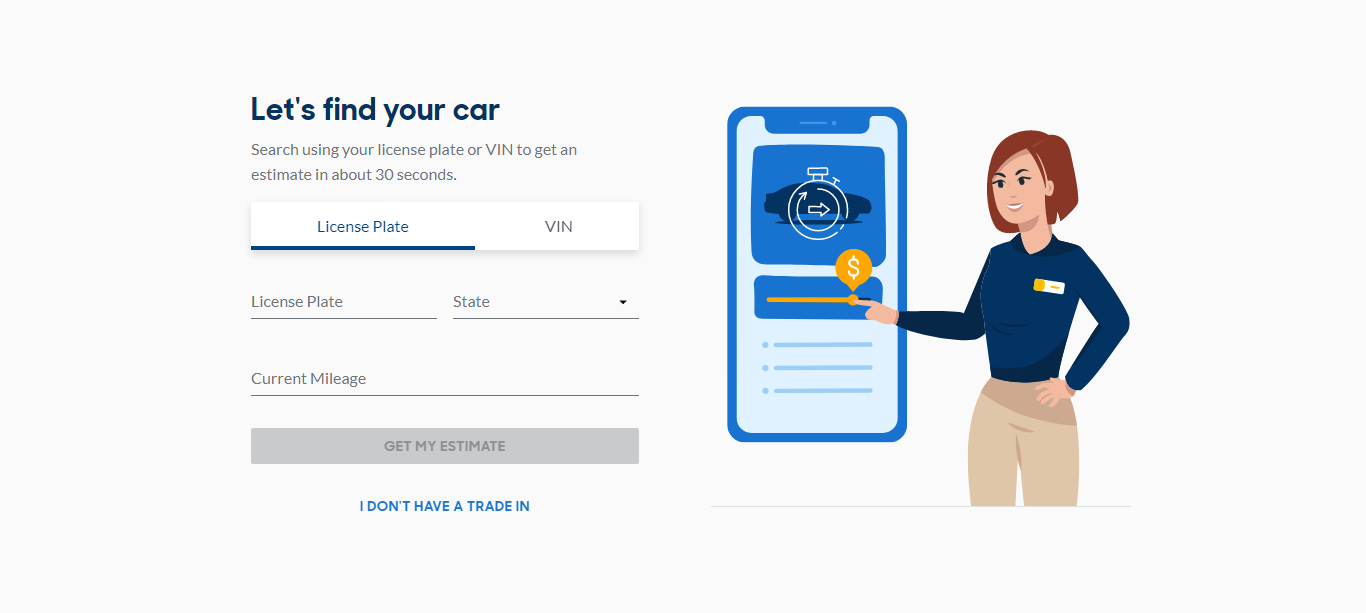 Let's find your car
Search using your license plate or VIN to get an
estimate in about 30 seconds.
License Plate VIN
License Plate State
Current Mileage
GET MY ESTIMATE
I DON'T HAVE A TRADE IN
$